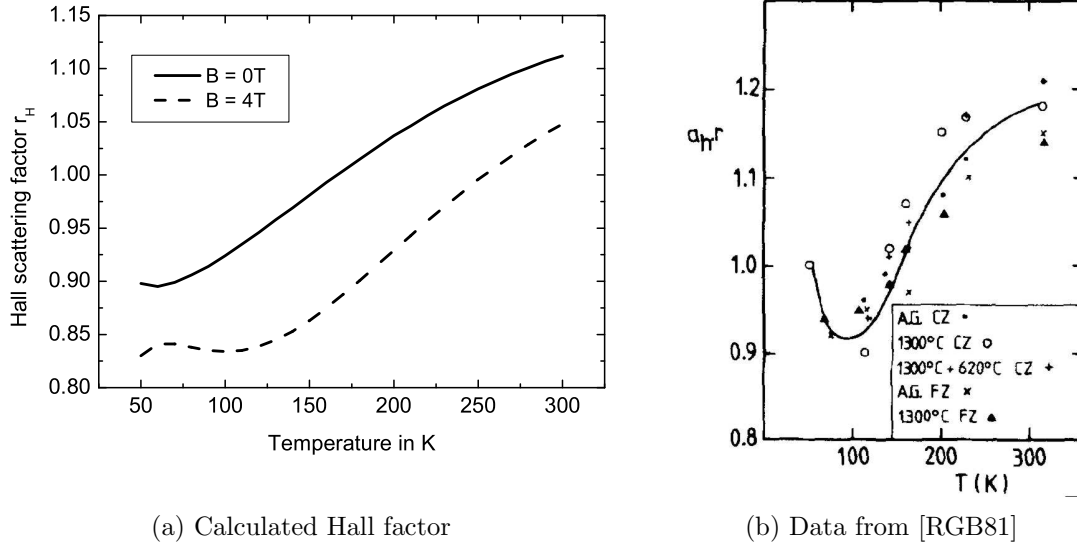 1.15
1.10
1.05
1.00
0.95
0.90
0.85
0.80
Hall scattering factor r_H
B = 0T
B = 4T
50 100 150 200 250 300
Temperature in K
1.2
a_h r
1.1
1.0
0.9
0.8
A.G. CZ •
1300°C CZ o
1300°C + 620°C CZ +
A.G. FZ x
1300°C FZ ▲
100 200 300
T (K)
(a) Calculated Hall factor
(b) Data from [RGB81]